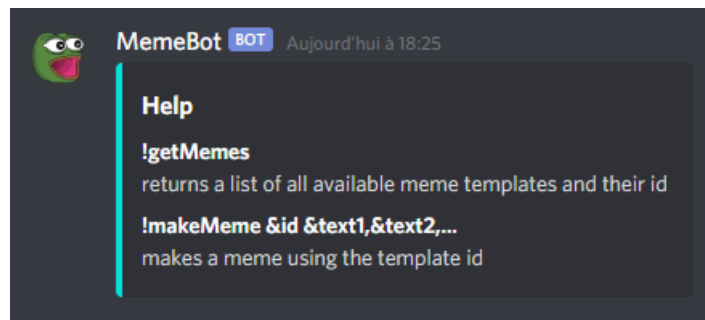 MemeBot BOT Aujourd'hui à 18:25
Help
!getMemes
returns a list of all available meme templates and their id
!makeMeme &id &text1,&text2,...
makes a meme using the template id